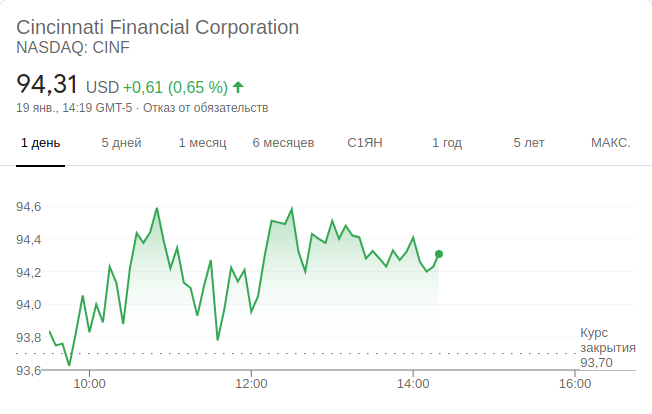 Cincinnati Financial Corporation
NASDAQ: CINF
94,31 USD +0,61 (0,65 %)
19 янв., 14:19 GMT-5 · Отказ от обязательств
1 день 5 дней 1 месяц 6 месяцев С1ЯН 1 год 5 лет МАКС.
94,6
94,4
94,2
94,0
93,8
93,6
Курс
закрытия
93,70
10:00 12:00 14:00 16:00